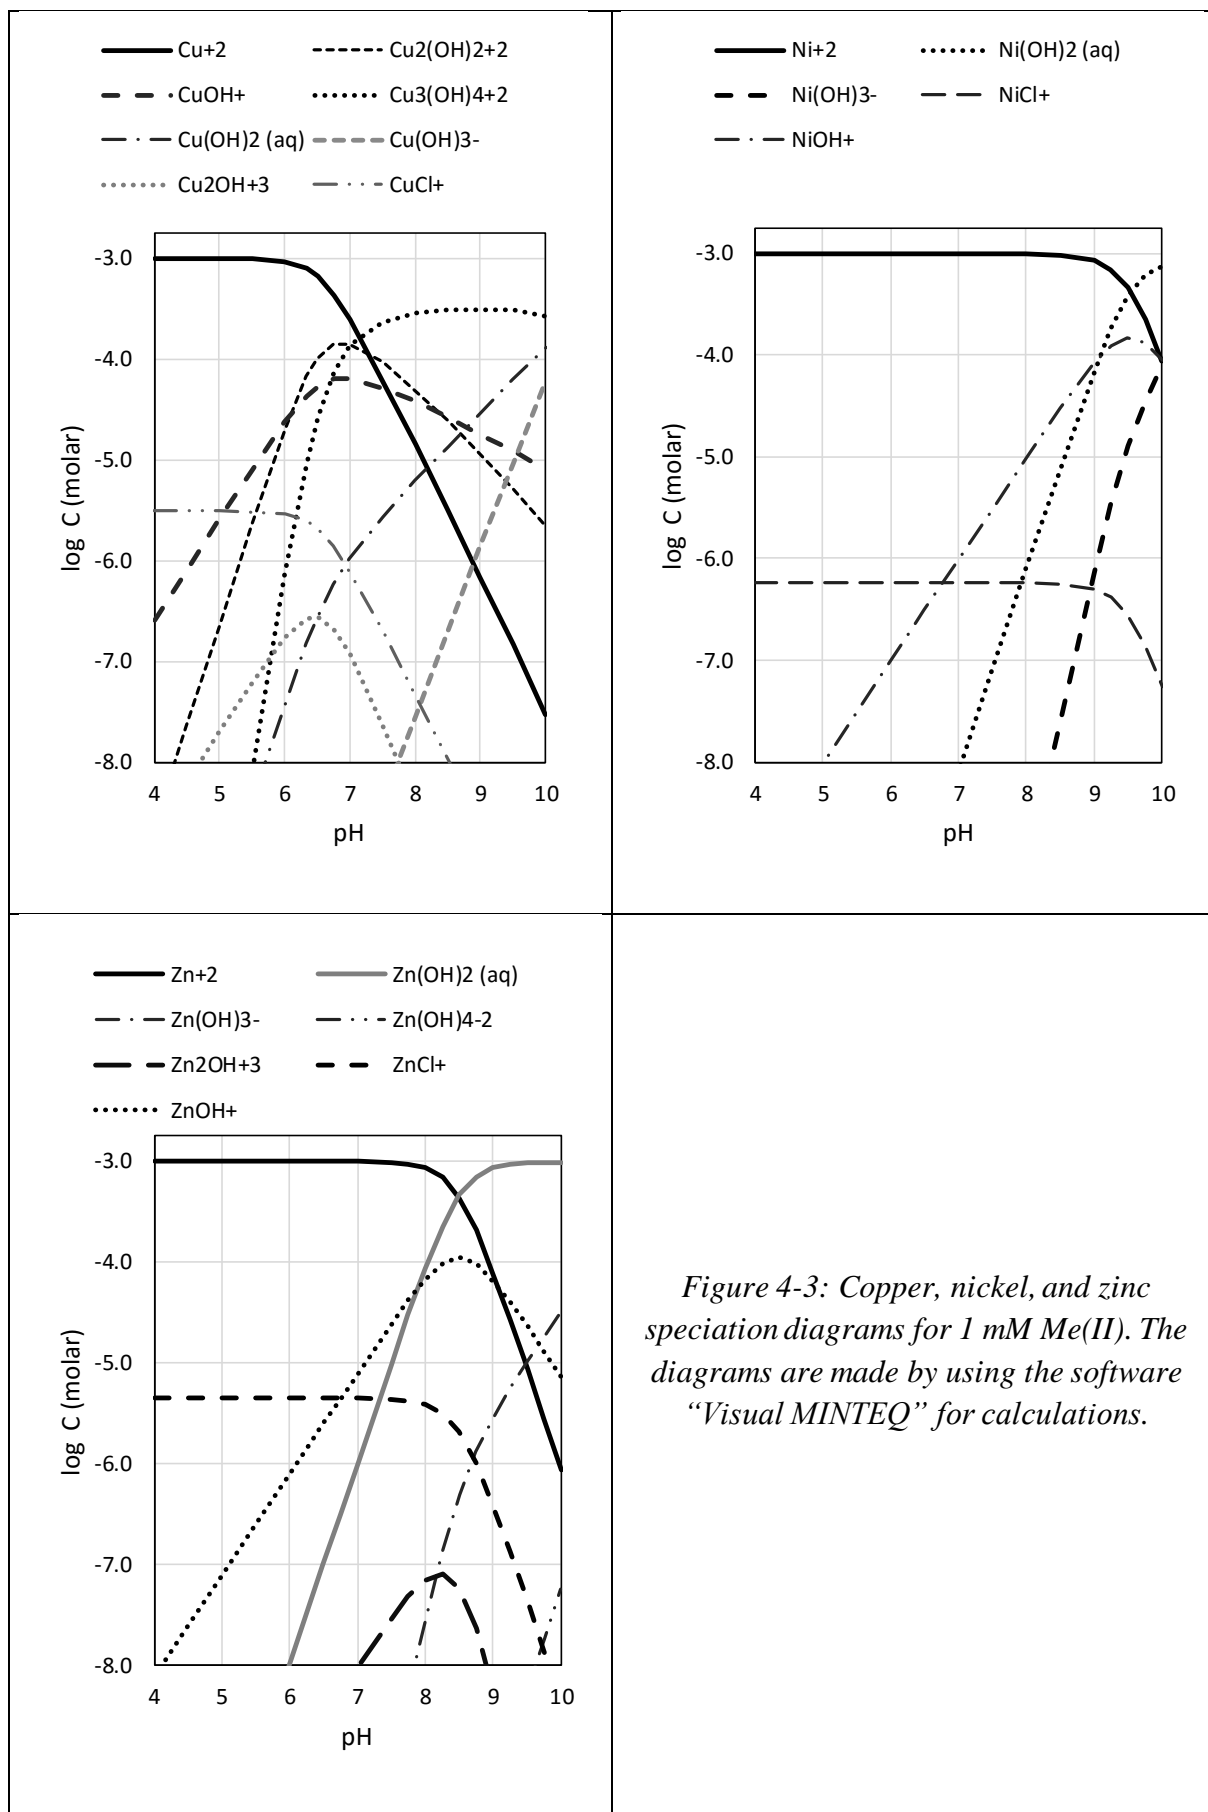 Cu+2 Cu2(OH)2+2
CuOH+ Cu3(OH)4+2
Cu(OH)2 (aq) Cu(OH)3-
Cu2OH+3 CuCl+
-3.0
-4.0
-5.0
-6.0
-7.0
-8.0
log C (molar)
4 5 6 7 8 9 10
pH
Ni+2 Ni(OH)2 (aq)
Ni(OH)3- NiCl+
NiOH+
-3.0
-4.0
-5.0
-6.0
-7.0
-8.0
log C (molar)
4 5 6 7 8 9 10
pH
Zn+2 Zn(OH)2 (aq)
Zn(OH)3- Zn(OH)4-2
Zn2OH+3 ZnCl+
ZnOH+
-3.0
-4.0
-5.0
-6.0
-7.0
-8.0
log C (molar)
4 5 6 7 8 9 10
pH
Figure 4-3: Copper, nickel, and zinc
speciation diagrams for 1 mM Me(II). The
diagrams are made by using the software
“Visual MINTEQ” for calculations.